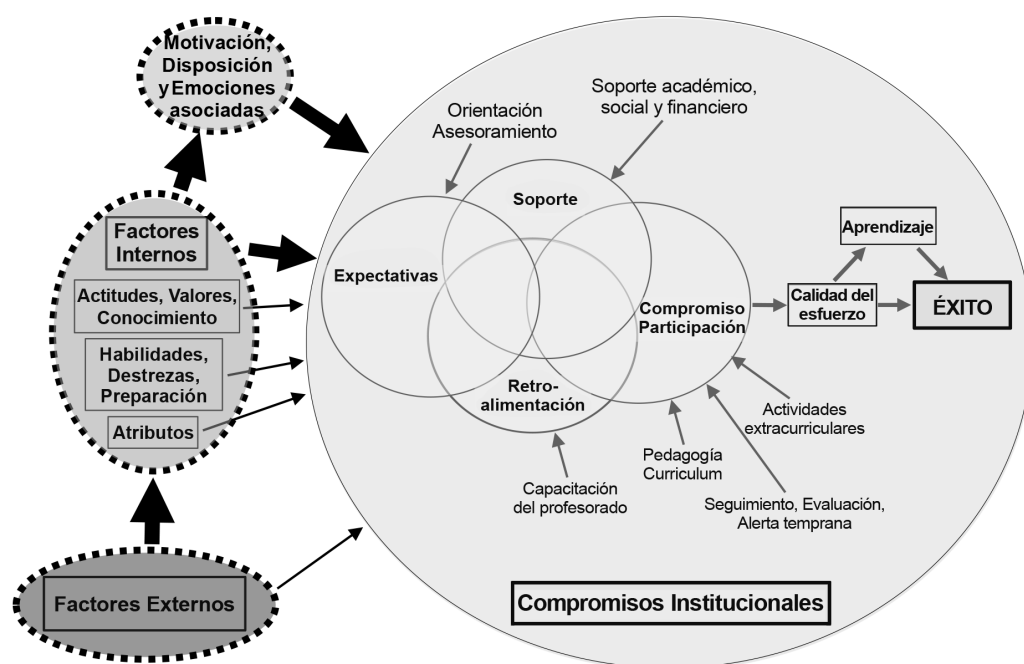 Motivación,
Disposición
y Emociones
asociadas
Factores
Internos
Actitudes, Valores,
Conocimiento
Habilidades,
Destrezas,
Preparación
Atributos
Factores Externos
Orientación
Asesoramiento
Soporte académico,
social y financiero
Soporte
Expectativas
Compromiso
Participación
Retro-
alimentación
Calidad del
esfuerzo
Aprendizaje
ÉXITO
Actividades
extracurriculares
Pedagogía
Curriculum
Seguimiento, Evaluación,
Alerta temprana
Capacitación
del profesorado
Compromisos Institucionales